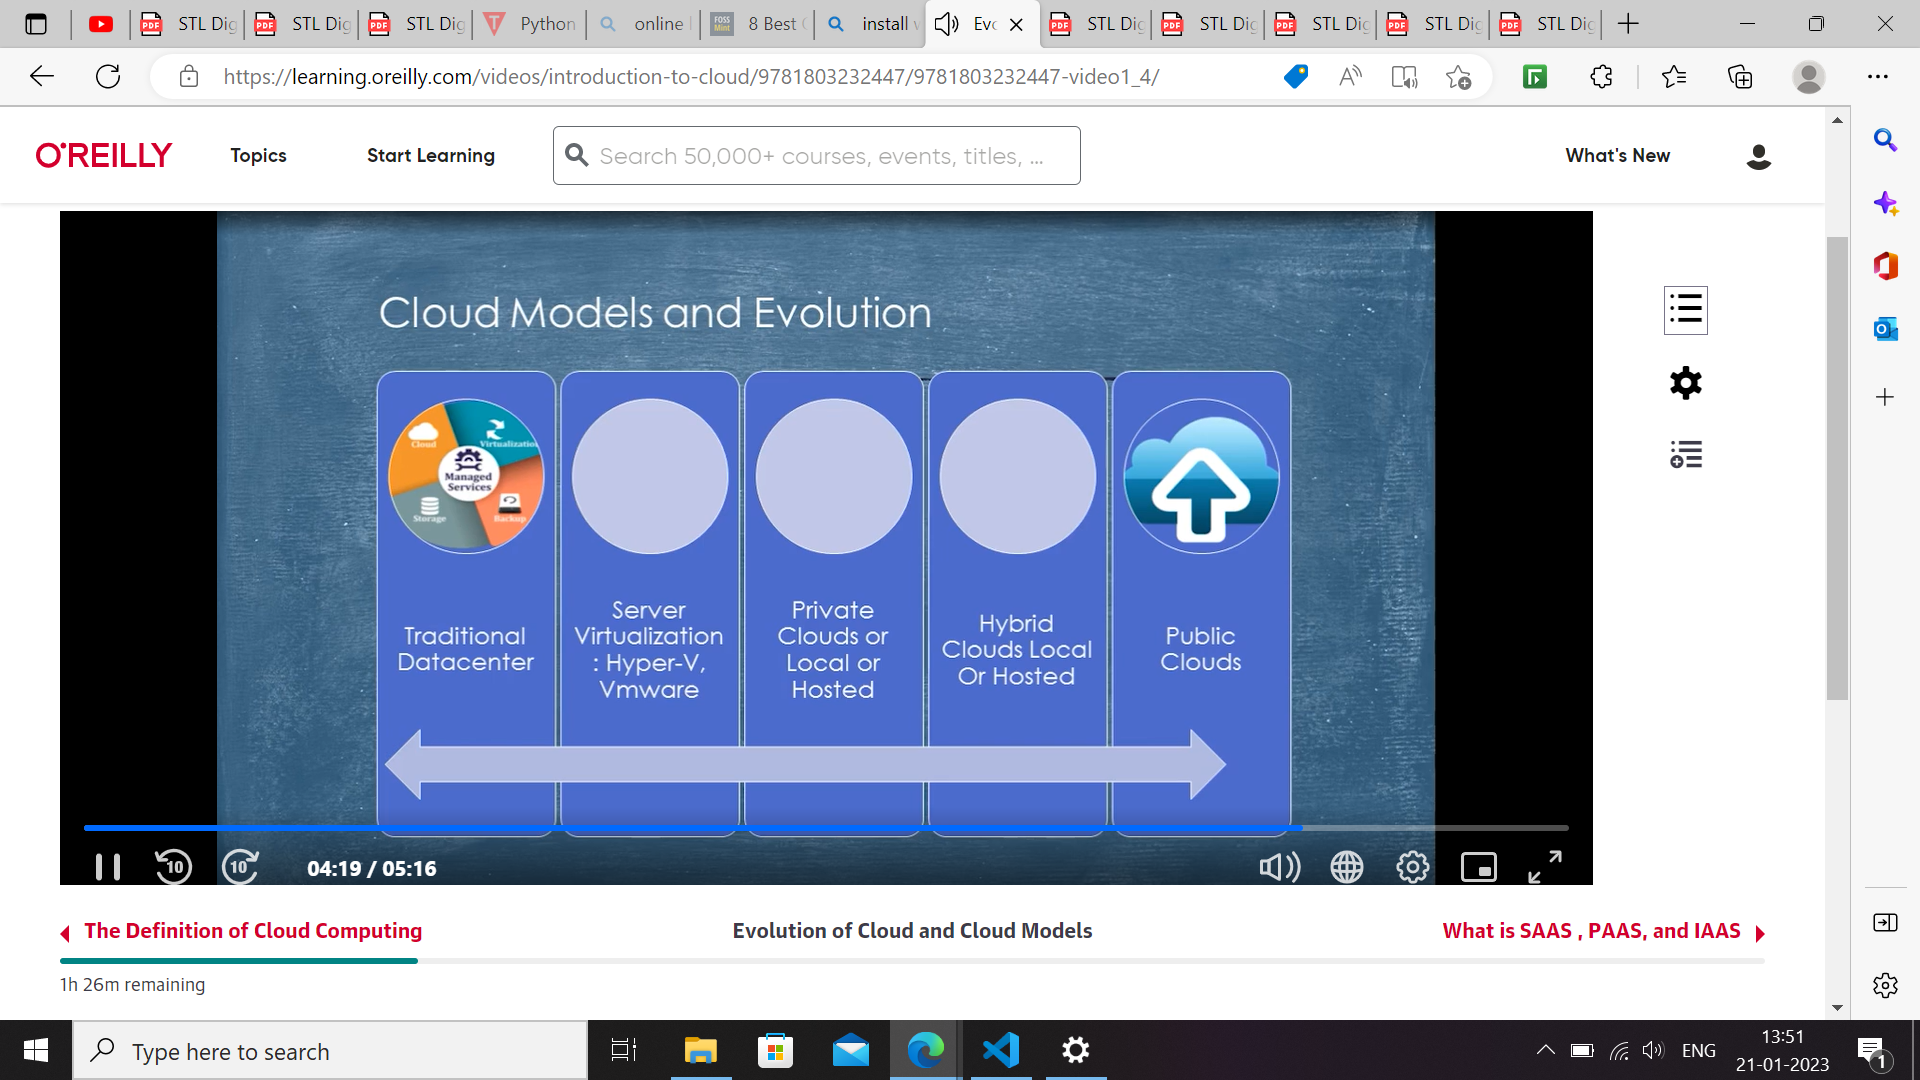 STL Dig
STL Dig
STL Dig
Python
online
8 Best
install
Evo
STL Dig
STL Dig
STL Dig
STL Dig
STL Dig
https://learning.oreilly.com/videos/introduction-to-cloud/9781803232447/9781803232447-video1_4/
O'REILLY
Topics
Start Learning
Search 50,000+ courses, events, titles, ...
What's New
Cloud Models and Evolution
Cloud
Virtualization
Managed
Services
Storage
Backup
Traditional
Datacenter
Server
Virtualization
: Hyper-V,
Vmware
Private
Clouds or
Local or
Hosted
Hybrid
Clouds Local
Or Hosted
Public
Clouds
10
10
04:19 / 05:16
The Definition of Cloud Computing
Evolution of Cloud and Cloud Models
What is SAAS , PAAS, and IAAS
1h 26m remaining
Type here to search
ENG
13:51
21-01-2023
1